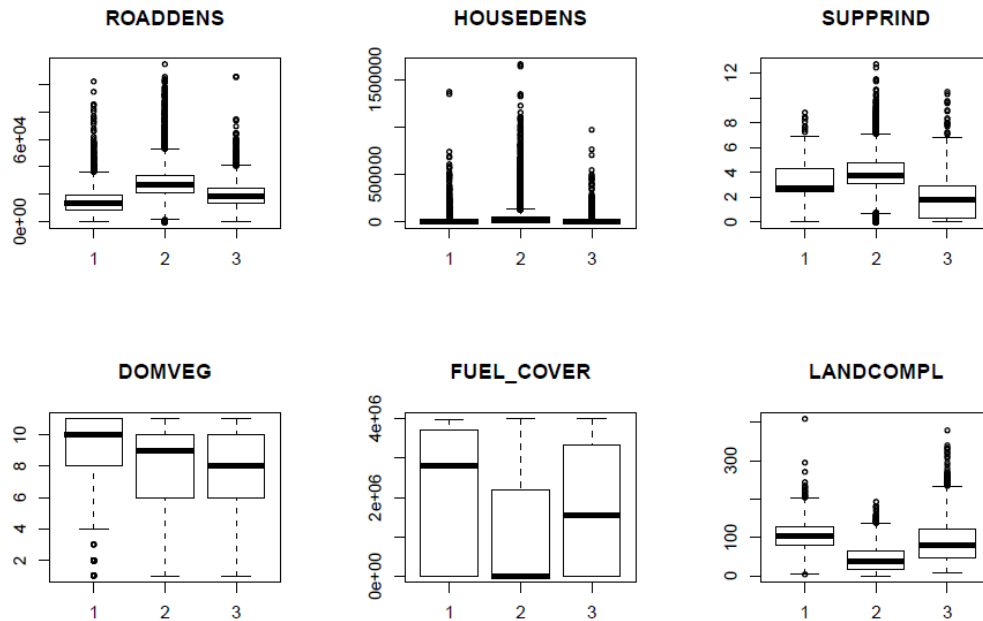 ROADDENS HOUSEDENS SUPPRIND
0e+00 6e+04
1 2 3
0 500000 1500000
1 2 3
0 2 4 6 8 10 12
1 2 3
DOMVEG FUEL_COVER LANDCOMPL
2 4 6 8 10
1 2 3
0e+00 2e+06 4e+06
1 2 3
0 100 300
1 2 3